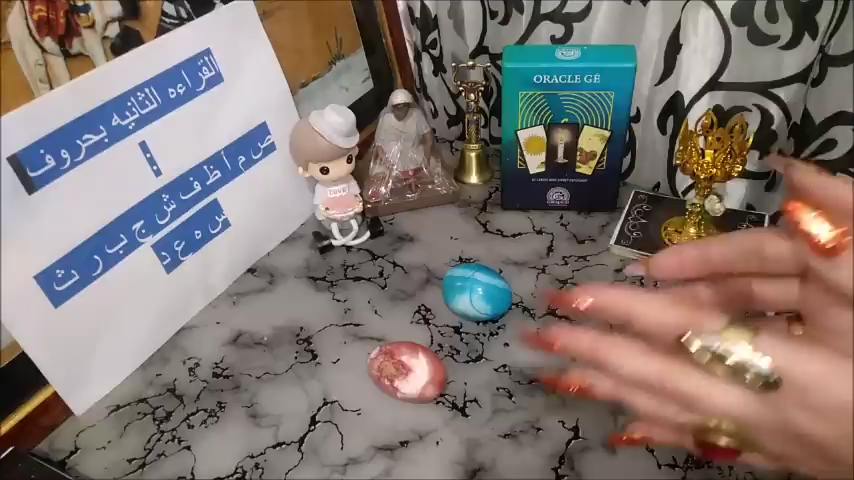 القراءه الثانيه بحروف
:
ص م أ ظ ف ش ج ب ر ث
س ه ع د
ORACLE GÉ
LOVE